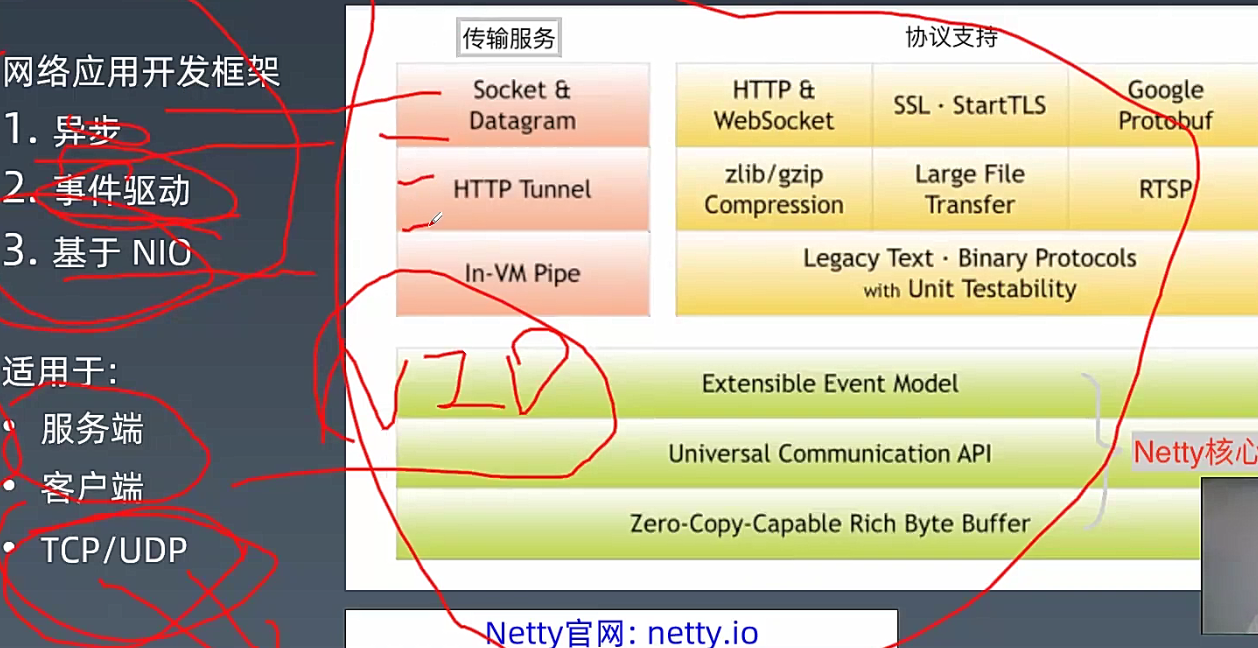 网络应用开发框架
1. 异步
2. 事件驱动
3. 基于 NIO
适用于:
• 服务端
• 客户端
• TCP/UDP
传输服务
Socket &
Datagram
HTTP Tunnel
In-VM Pipe
协议支持
HTTP &
WebSocket
SSL · StartTLS
Google
Protobuf
zlib/gzip
Compression
Large File
Transfer
RTSP
Legacy Text · Binary Protocols
with Unit Testability
NIO
Extensible Event Model
Universal Communication API
Zero-Copy-Capable Rich Byte Buffer
Netty核心
Netty官网: netty.io